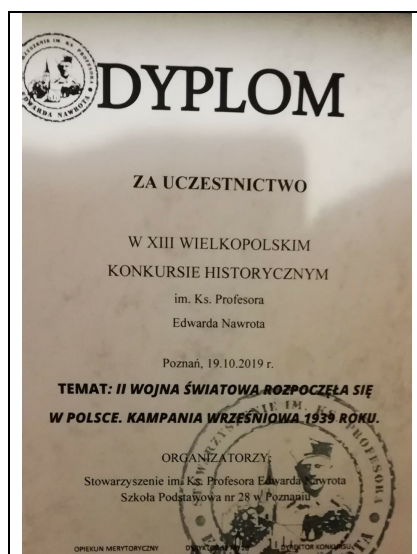 DYPLOM
ZA UCZESTNICTWO
W XIII WIELKOPOLSKIM
KONKURSIE HISTORYCZNYM
im. Ks. Profesora
Edwarda Nawrota
Poznań, 19.10.2019 r.
TEMAT: II WOJNA ŚWIATOWA ROZPOCZĘŁA SIĘ
W POLSCE. KAMPANIA WRZEŚNIOWA 1939 ROKU.
ORGANIZATORZY:
Stowarzyszenie im. Ks. Profesora Edwarda Nawrota
Szkoła Podstawowa nr 28 w Poznaniu
OPIEKUN MERYTORYCZNY
DYREKTOR KONKURSU